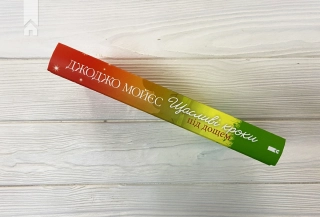 ДЖОДЖО МОЙЄС
Щасливі кроки
під дощем